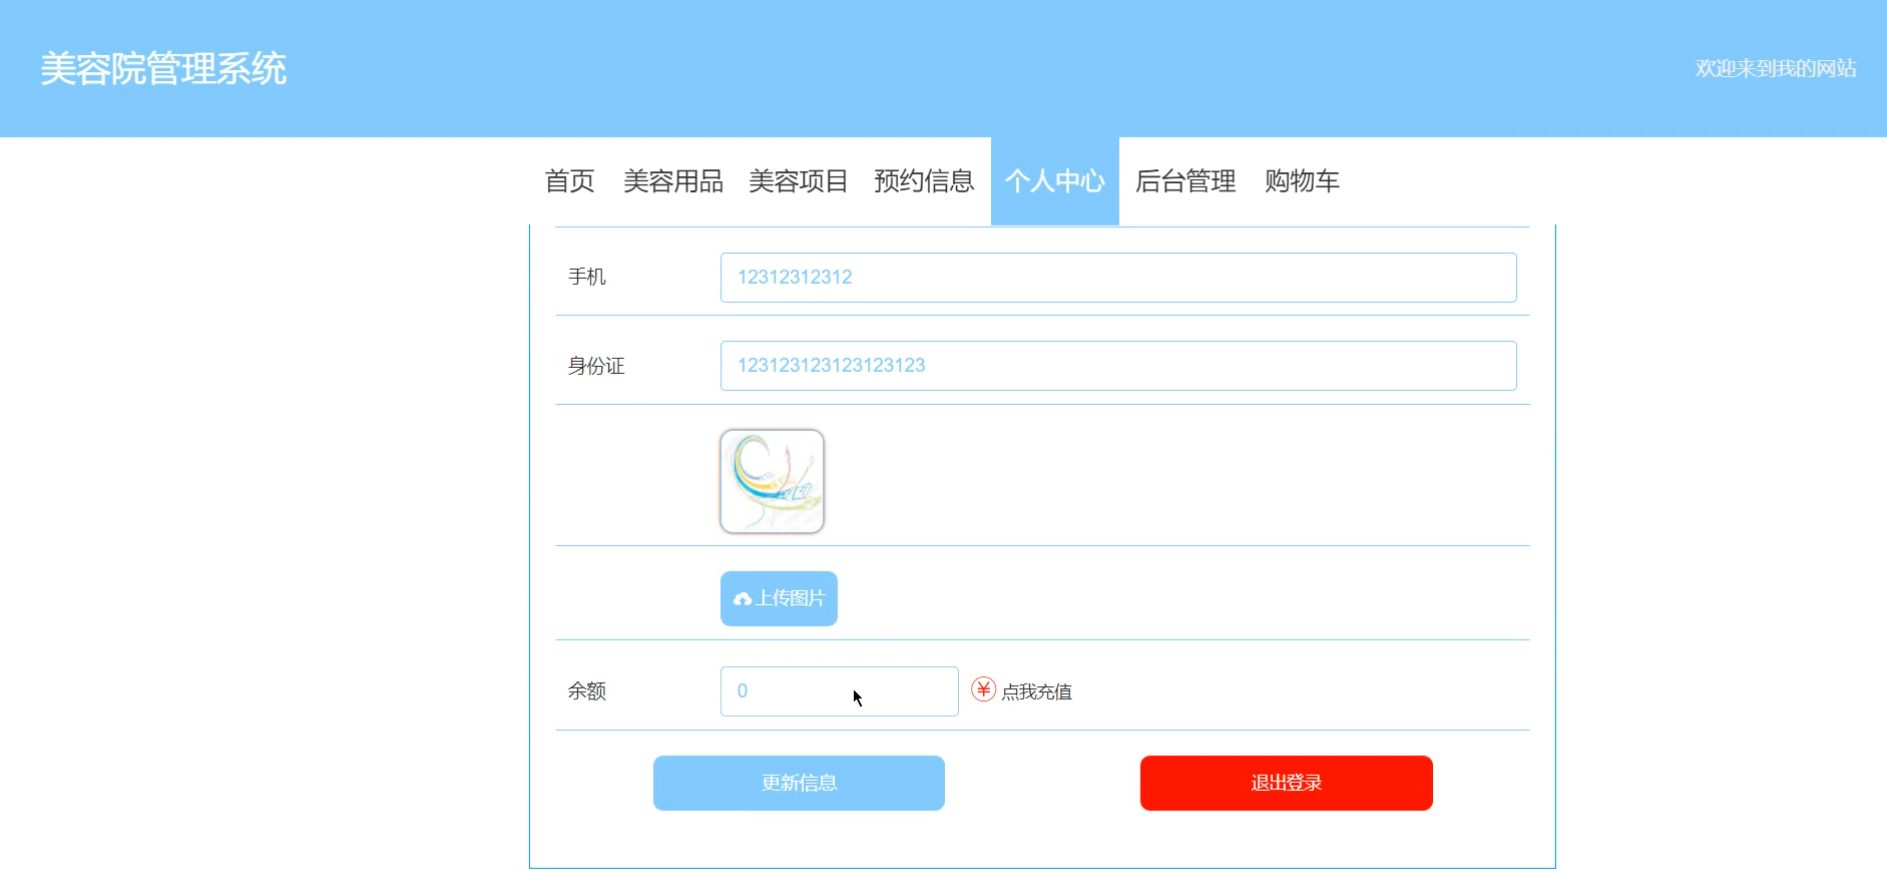 美容院管理系统
欢迎来到我的网站
首页 美容用品 美容项目 预约信息 个人中心 后台管理 购物车
手机 12312312312
身份证 123123123123123123
上传图片
余额 0 ¥ 点我充值
更新信息 退出登录